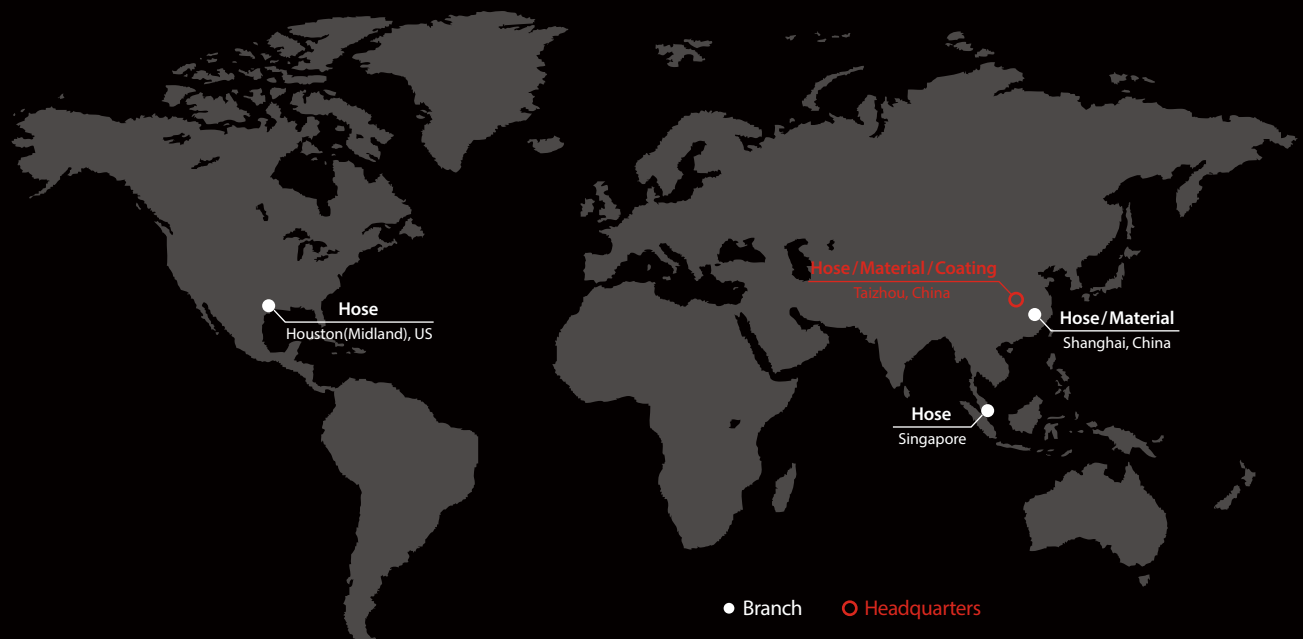 Hose/Material/Coating
Taizhou, China
Hose
Houston(Midland), US
Hose/Material
Shanghai, China
Hose
Singapore
Branch
Headquarters